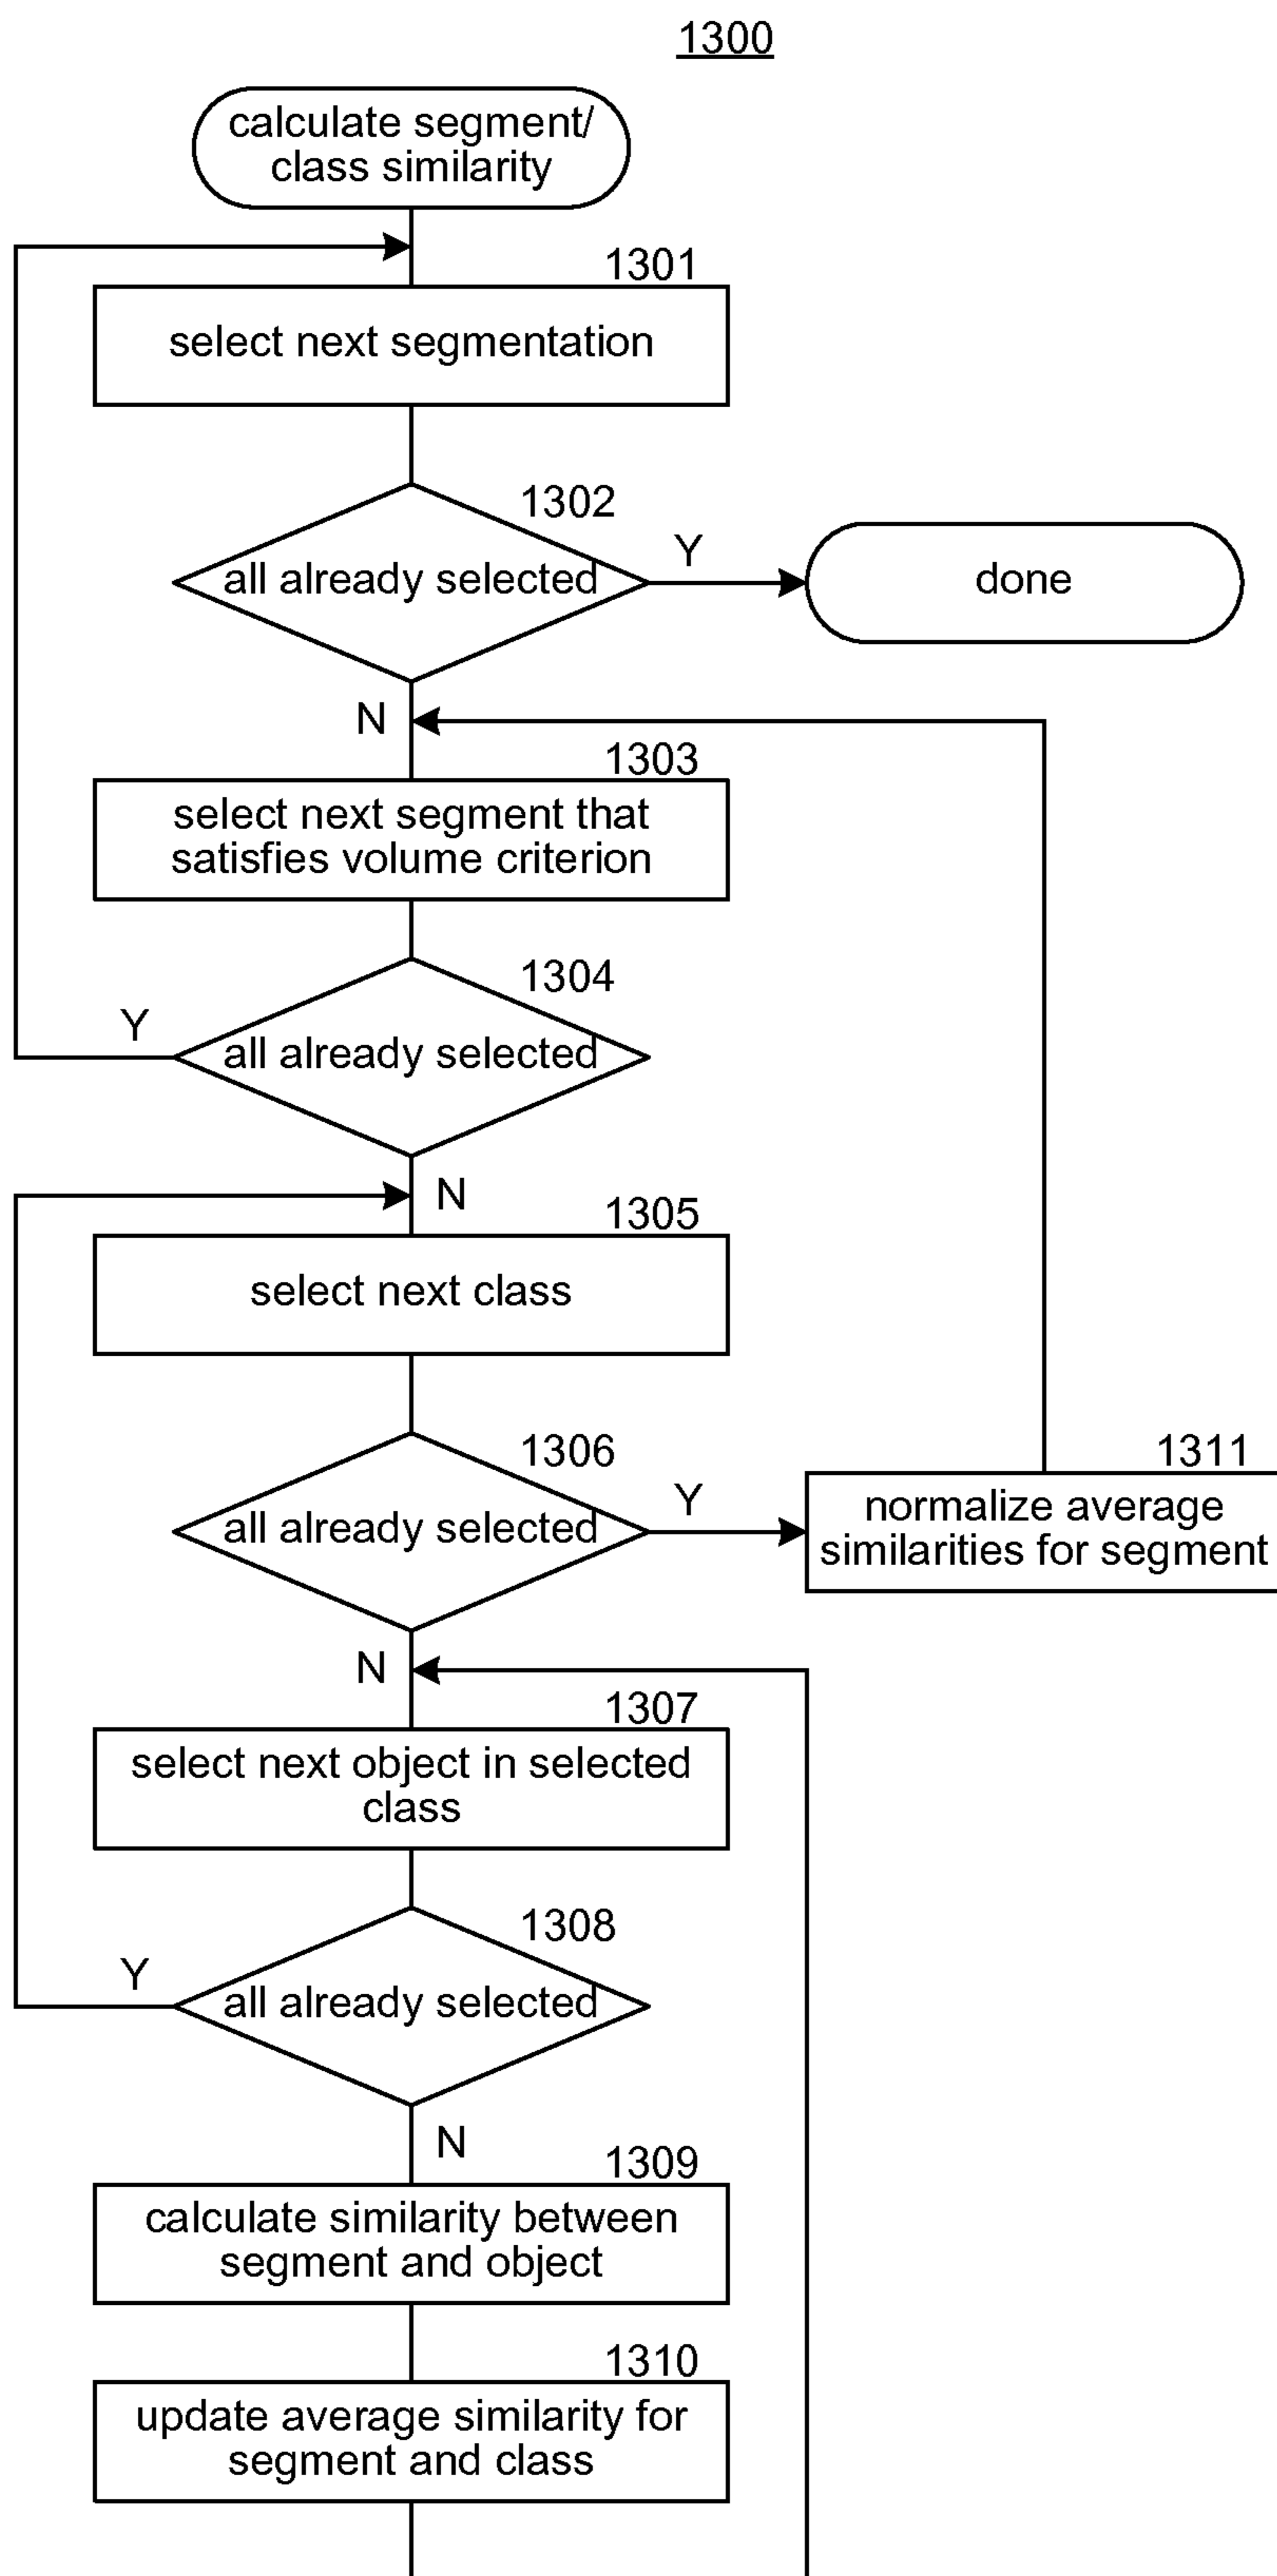 1300
calculate segment/
class similarity
1301
select next segmentation
1302
all already selected
Y
done
N
1303
select next segment that
satisfies volume criterion
1304
Y
all already selected
N
1305
select next class
1306
all already selected
Y
1311
normalize average
similarities for segment
N
1307
select next object in selected
class
1308
Y
all already selected
N
1309
calculate similarity between
segment and object
1310
update average similarity for
segment and class